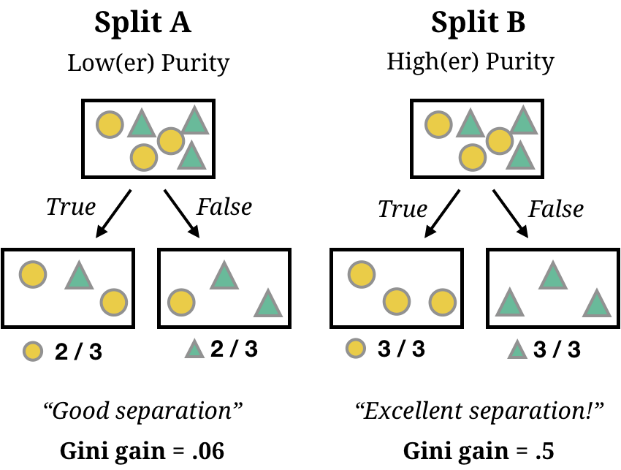 Split A
Low(er) Purity
True
False
2 / 3
2 / 3
“Good separation”
Gini gain = .06
Split B
High(er) Purity
True
False
3 / 3
3 / 3
“Excellent separation!”
Gini gain = .5